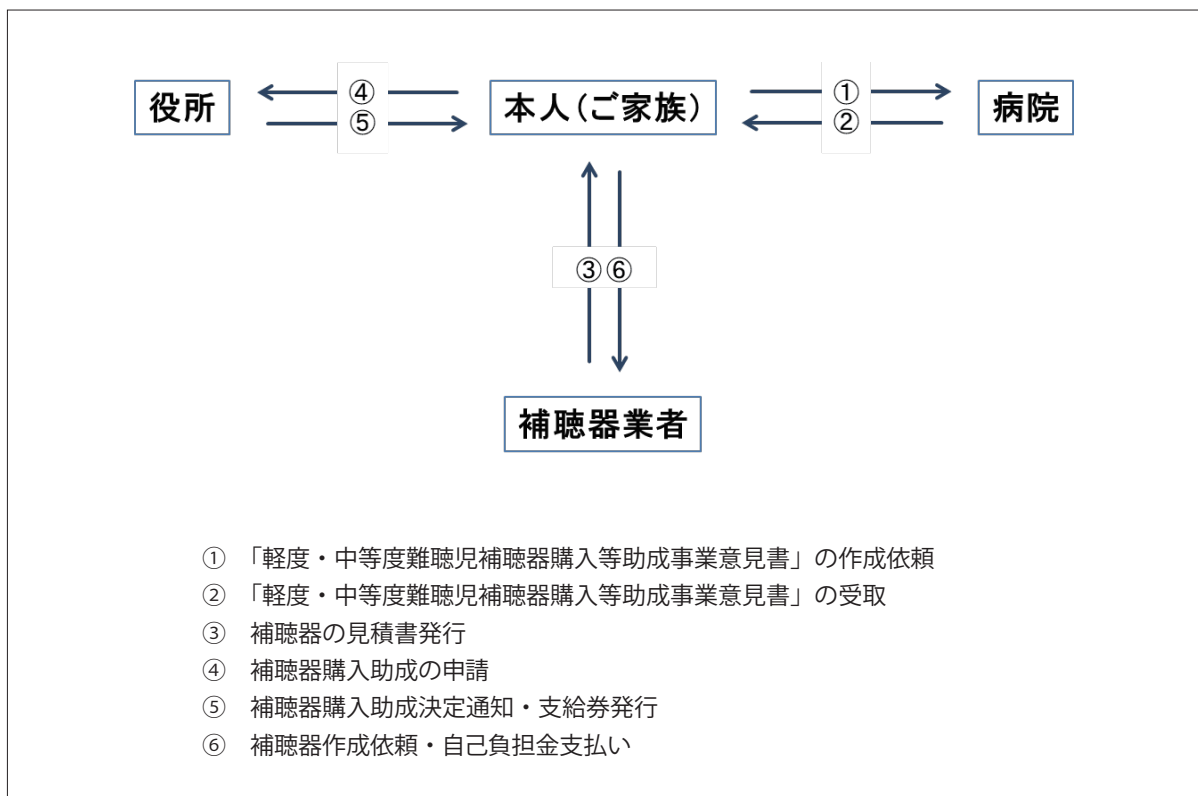 役所
④
⑤
本人（ご家族）
①
②
病院
③⑥
補聴器業者
①　「軽度・中等度難聴児補聴器購入等助成事業意見書」の作成依頼
②　「軽度・中等度難聴児補聴器購入等助成事業意見書」の受取
③　補聴器の見積書発行
④　補聴器購入助成の申請
⑤　補聴器購入助成決定通知・支給券発行
⑥　補聴器作成依頼・自己負担金支払い